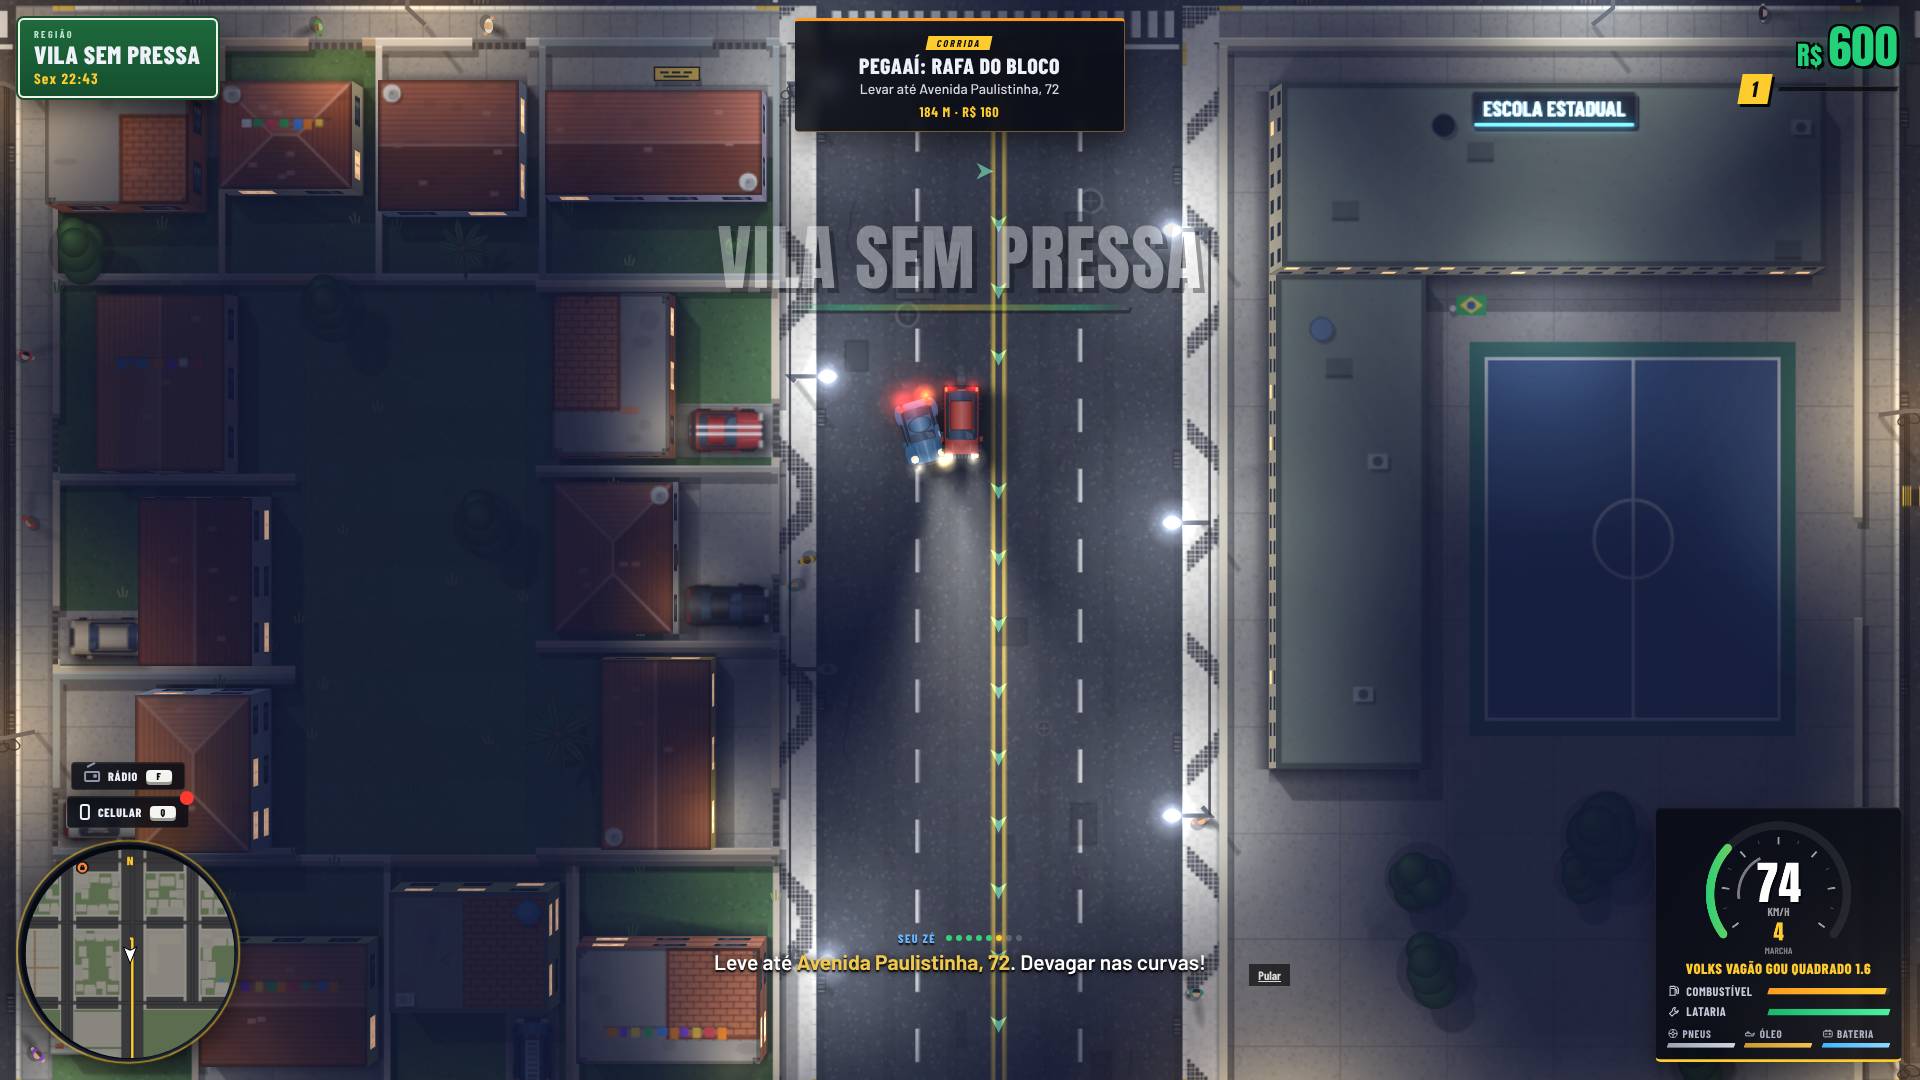 REGIÃO
VILA SEM PRESSA
Sex 22:43
CORRIDA
PEGAAÍ: RAFA DO BLOCO
Levar até Avenida Paulistinha, 72
184 M · R$ 160
R$ 600
1
ESCOLA ESTADUAL
VILA SEM PRESSA
RÁDIO F
CELULAR Q
N
SEU ZÉ
Leve até Avenida Paulistinha, 72. Devagar nas curvas!
Pular
74
KM/H
4
MARCHA
VOLKS VAGÃO GOU QUADRADO 1.6
COMBUSTÍVEL
LATARIA
PNEUS ÓLEO BATERIA